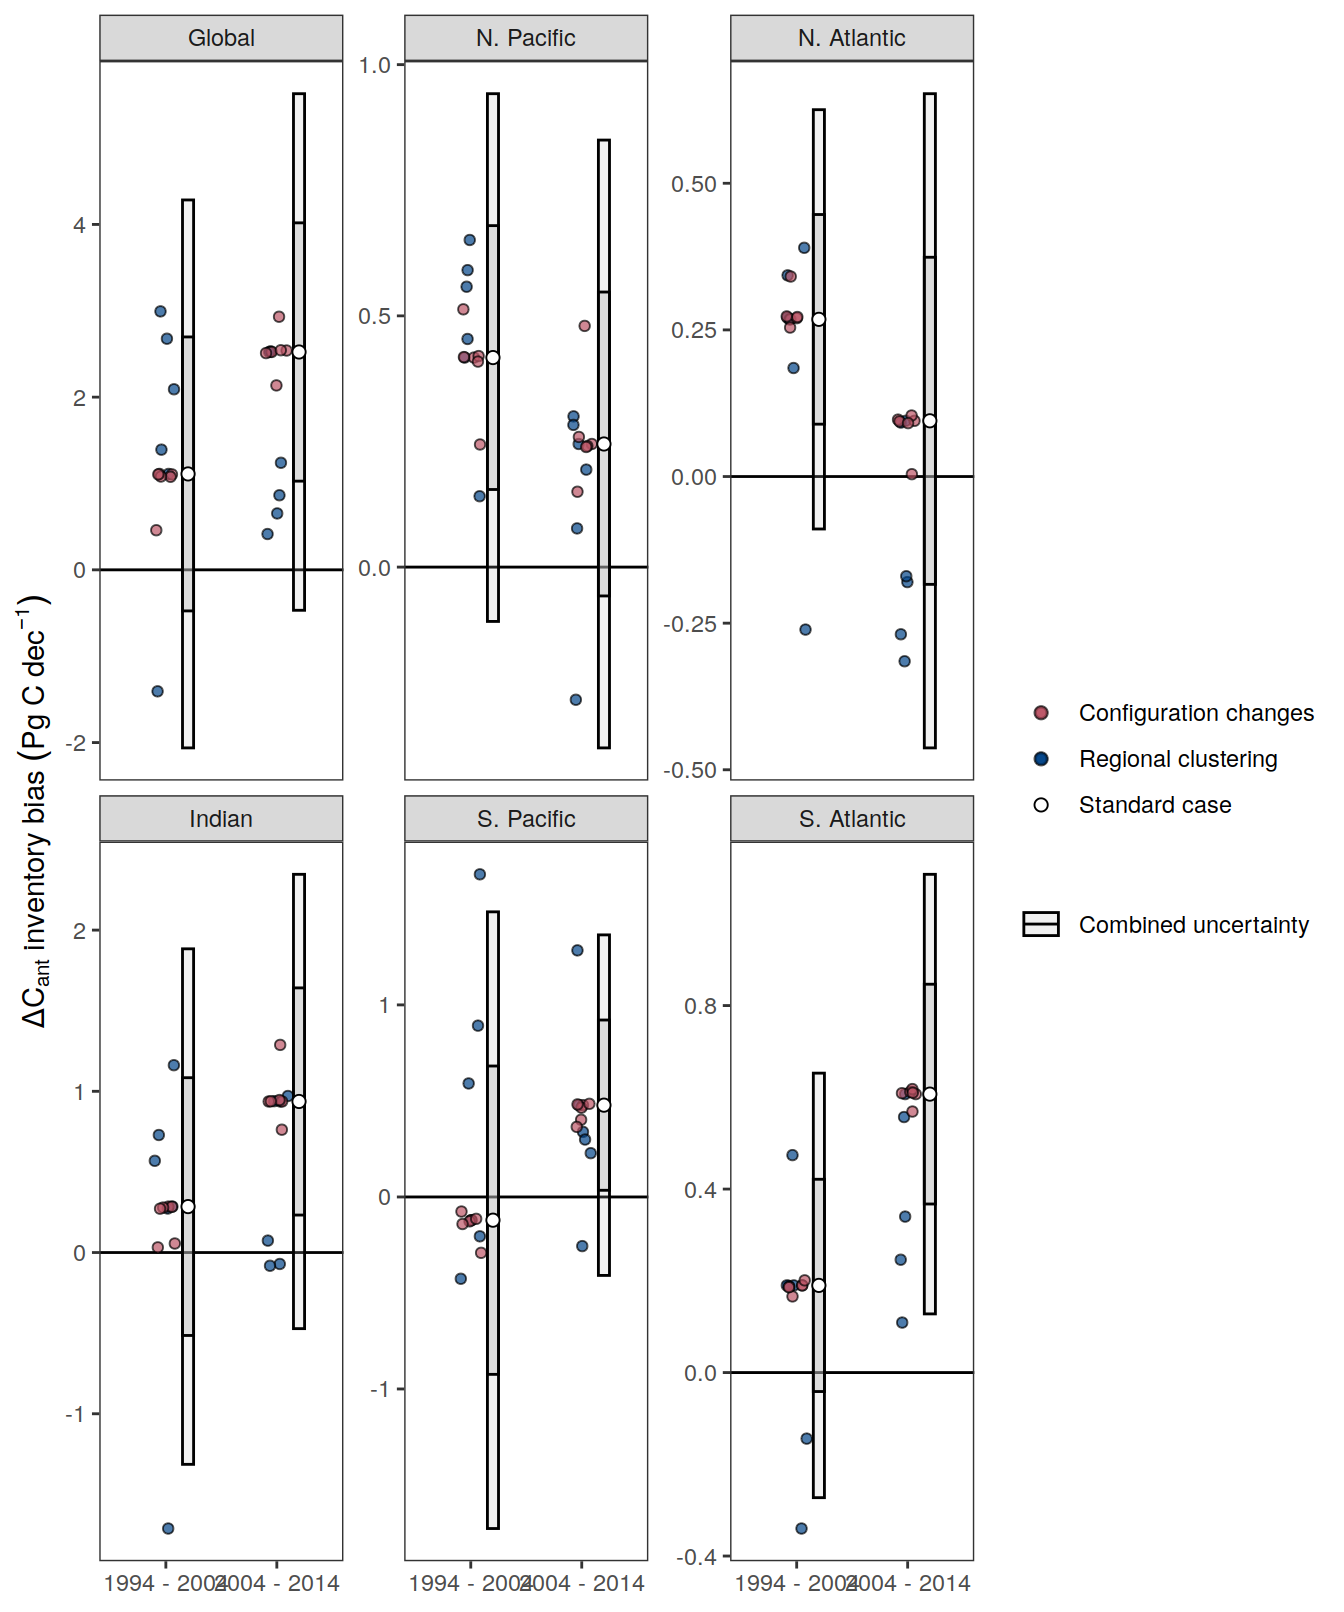 Global
N. Pacific
N. Atlantic
4
2
0
-2
1.0
0.5
0.0
0.50
0.25
0.00
-0.25
-0.50
ΔCant inventory bias (Pg C dec−1)
Indian
S. Pacific
S. Atlantic
2
1
0
-1
1
0
-1
0.8
0.4
0.0
-0.4
1994 - 2004
2004 - 2014
1994 - 2004
2004 - 2014
1994 - 2004
2004 - 2014
Configuration changes
Regional clustering
Standard case
Combined uncertainty